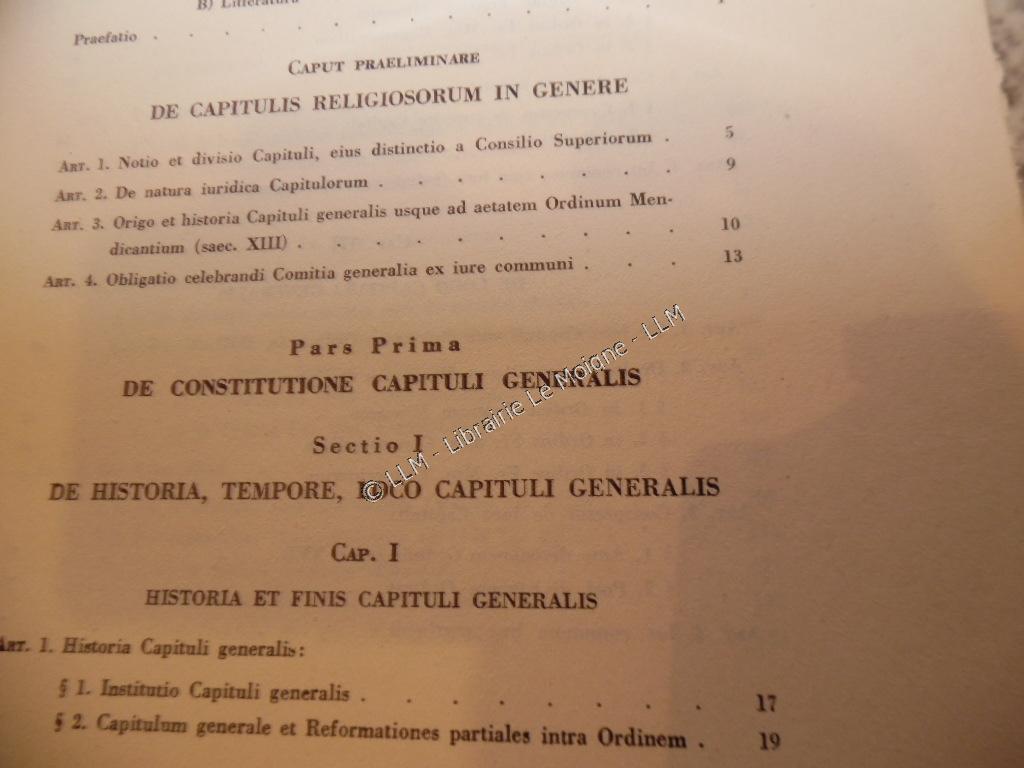 B) Litteratura
Praefatio . . . . . . . . . . . .
CAPUT PRAELIMINARE
DE CAPITULIS RELIGIOSORUM IN GENERE
ART. 1. Notio et divisio Capituli, eius distinctio a Consilio Superiorum . 5
ART. 2. De natura iuridica Capitulorum . . . . . . . . 9
ART. 3. Origo et historia Capituli generalis usque ad aetatem Ordinum Men-
dicantium (saec. XIII) . . . . . . . . . . 10
ART. 4. Obligatio celebrandi Comitia generalia ex iure communi . . . 13
Pars Prima
DE CONSTITUTIONE CAPITULI GENERALIS
Sectio I
DE HISTORIA, TEMPORE, LOCO CAPITULI GENERALIS
CAP. I
HISTORIA ET FINIS CAPITULI GENERALIS
ART. 1. Historia Capituli generalis:
§ 1. Institutio Capituli generalis . . . . . . . . 17
§ 2. Capitulum generale et Reformationes partiales intra Ordinem . 19
© LLM - Librairie Le Moigne - LLM